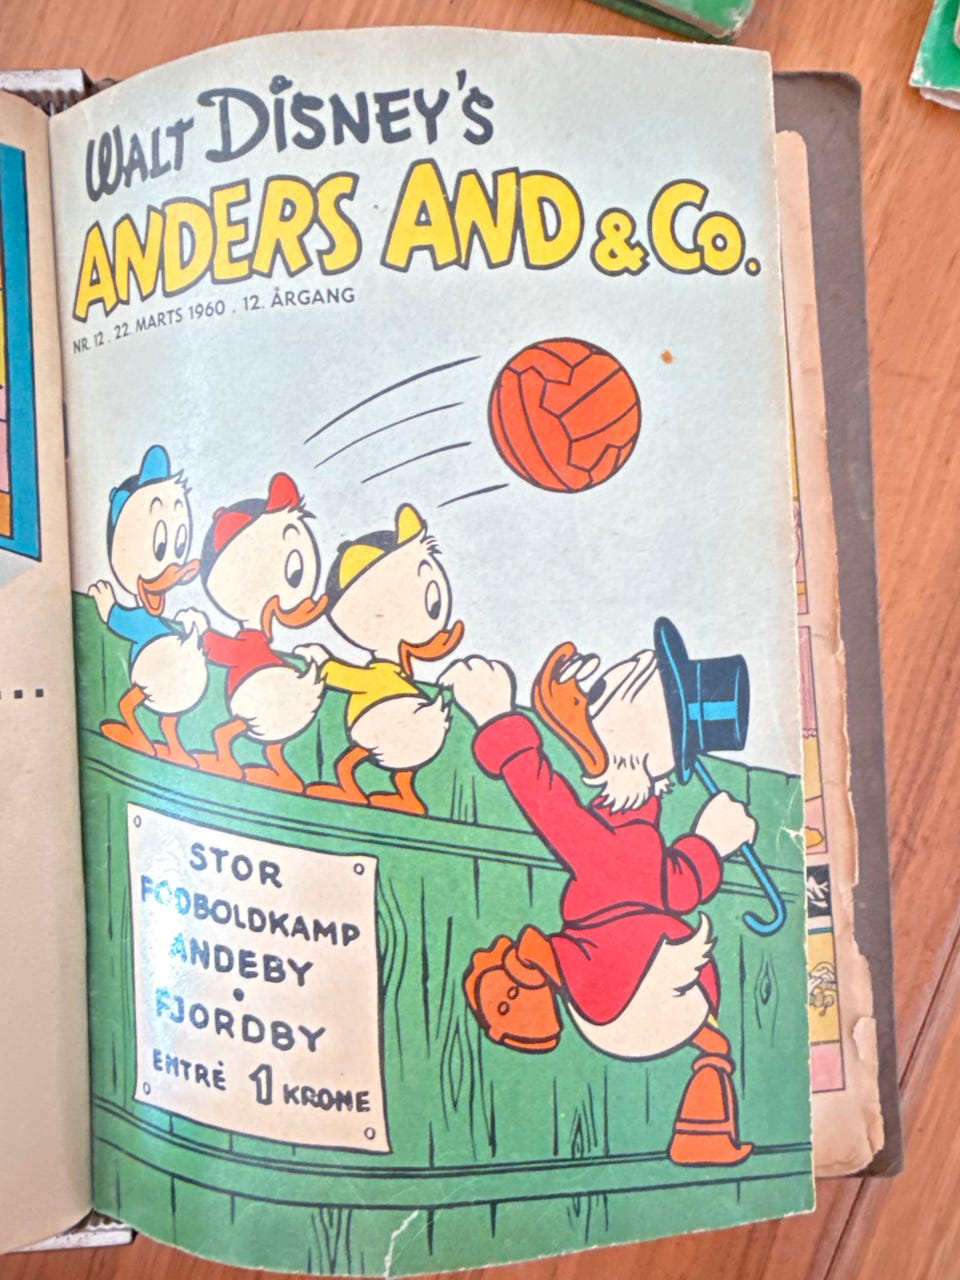 WALT DISNEY'S
ANDERS AND & Co.
NR. 12 . 22. MARTS 1960 . 12. ÅRGANG
STOR
FODBOLDKAMP
ANDEBY
•
FJORDBY
ENTRÉ 1 KRONE